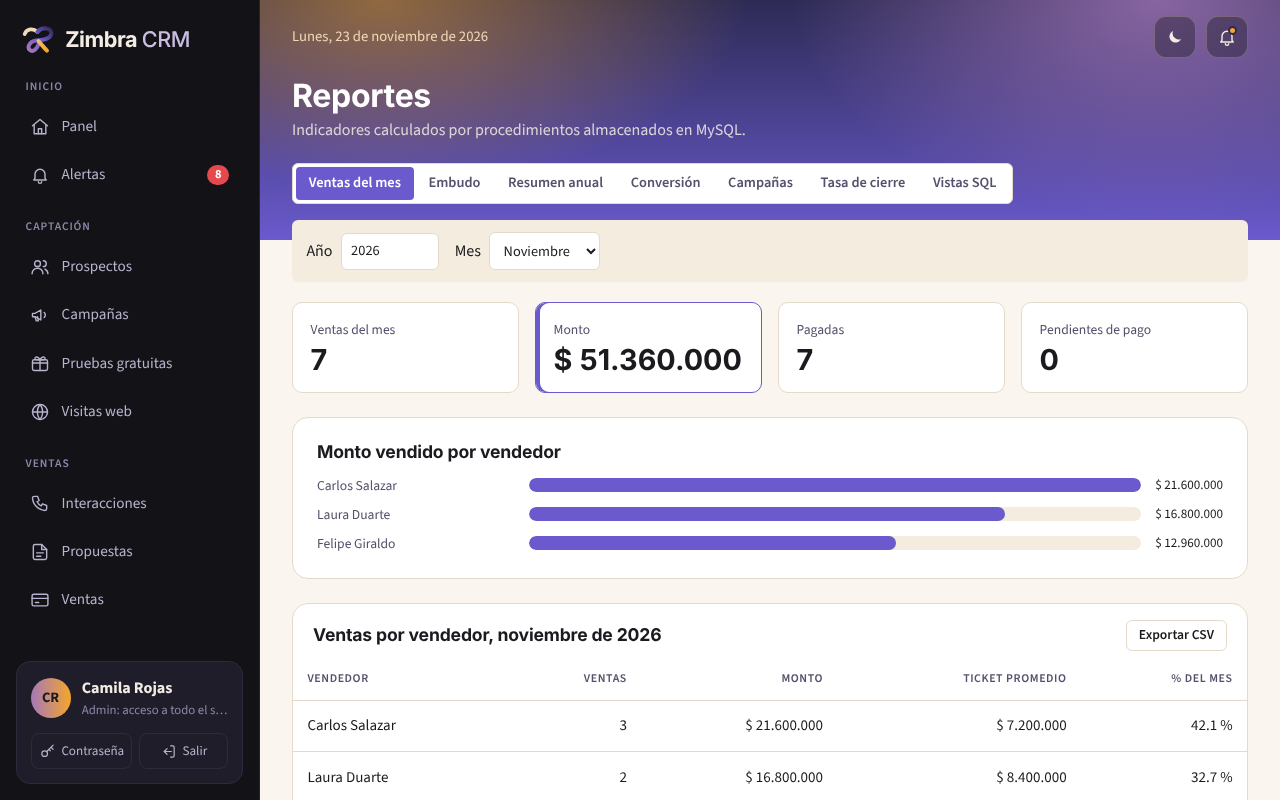 Zimbra CRM
INICIO
Panel
Alertas 8
CAPTACIÓN
Prospectos
Campañas
Pruebas gratuitas
Visitas web
VENTAS
Interacciones
Propuestas
Ventas
CR
Camila Rojas
Admin: acceso a todo el s...
Contraseña Salir
Lunes, 23 de noviembre de 2026
Reportes
Indicadores calculados por procedimientos almacenados en MySQL.
Ventas del mes Embudo Resumen anual Conversión Campañas Tasa de cierre Vistas SQL
Año 2026 Mes Noviembre
Ventas del mes
7
Monto
$ 51.360.000
Pagadas
7
Pendientes de pago
0
Monto vendido por vendedor
Carlos Salazar $ 21.600.000
Laura Duarte $ 16.800.000
Felipe Giraldo $ 12.960.000
Ventas por vendedor, noviembre de 2026
Exportar CSV
VENDEDOR VENTAS MONTO TICKET PROMEDIO % DEL MES
Carlos Salazar 3 $ 21.600.000 $ 7.200.000 42.1 %
Laura Duarte 2 $ 16.800.000 $ 8.400.000 32.7 %